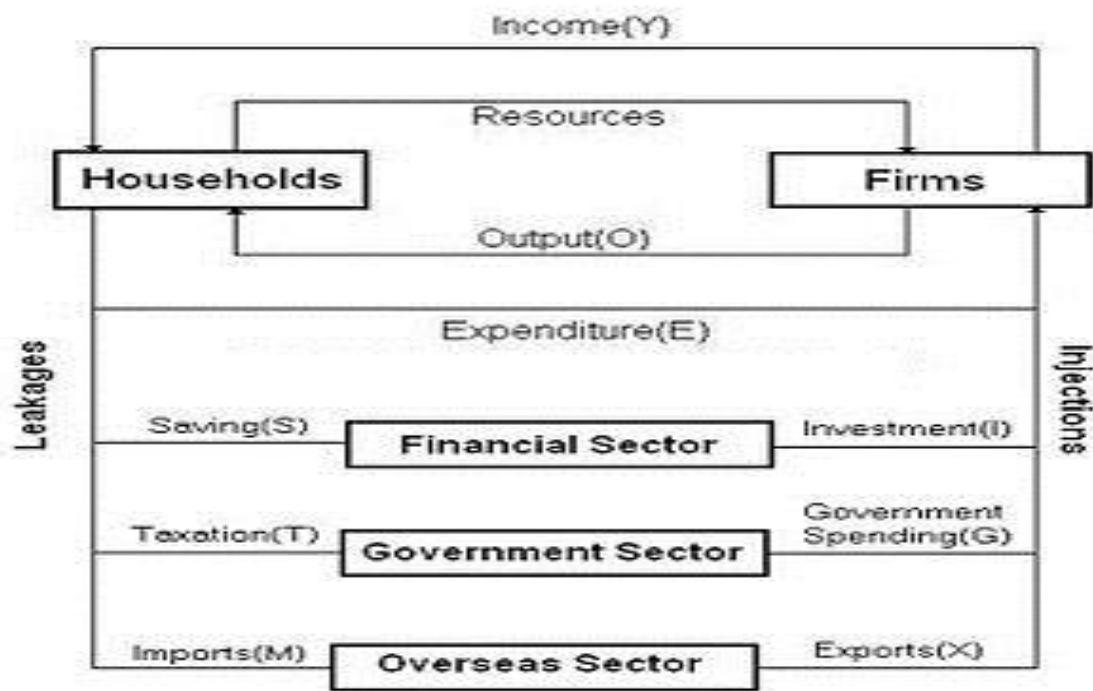 Income(Y)
Resources
Households
Firms
Output(O)
Expenditure(E)
Leakages
Injections
Saving(S)
Financial Sector
Investment(I)
Taxation(T)
Government Sector
Government
Spending(G)
Imports(M)
Overseas Sector
Exports(X)